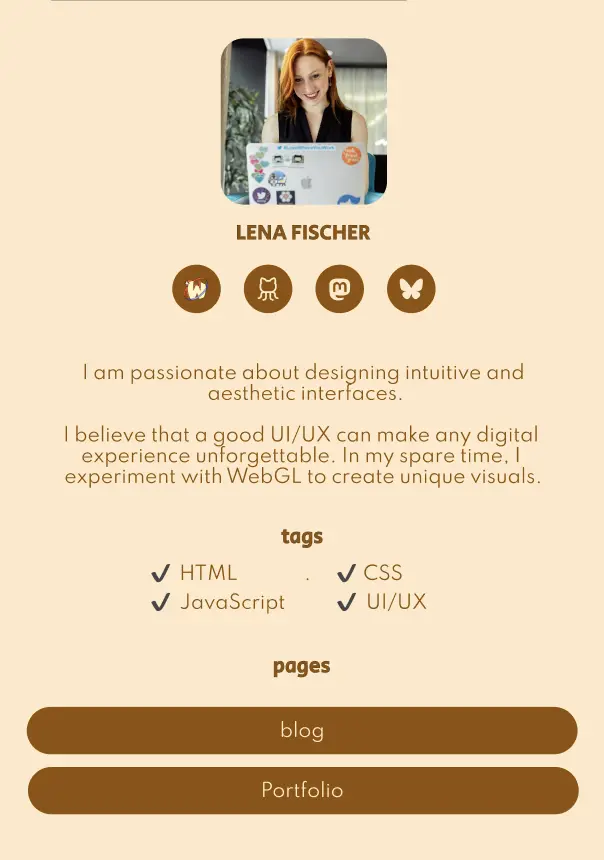 LENA FISCHER
W
I am passionate about designing intuitive and
aesthetic interfaces.
I believe that a good UI/UX can make any digital
experience unforgettable. In my spare time, I
experiment with WebGL to create unique visuals.
tags
✔ HTML . ✔ CSS
✔ JavaScript ✔ UI/UX
pages
blog
Portfolio